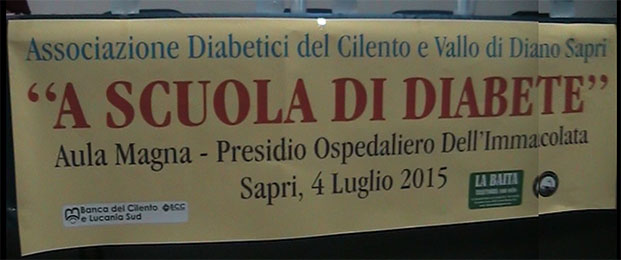 Associazione Diabetici del Cilento e Vallo di Diano Sapri
“A SCUOLA DI DIABETE”
Aula Magna - Presidio Ospedaliero Dell'Immacolata
Sapri, 4 Luglio 2015
Banca del Cilento BCC
e Lucania Sud
LA BAITA